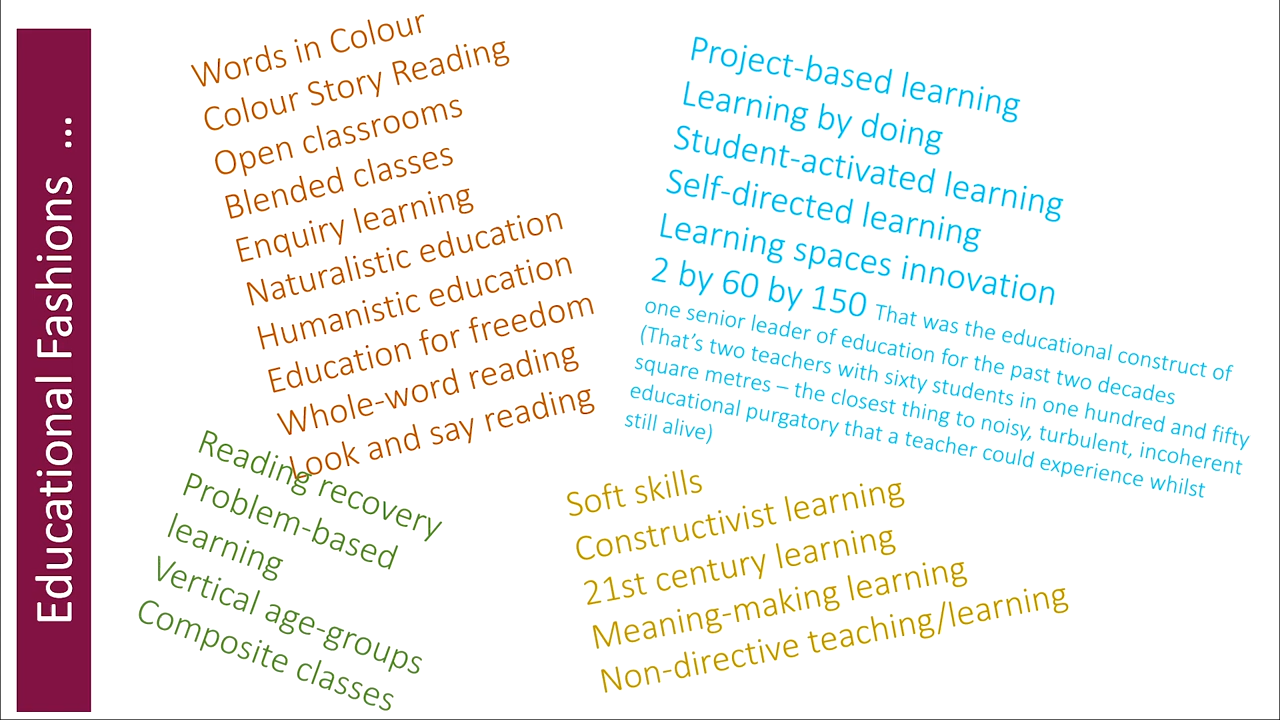 Educational Fashions ...
Words in Colour
Colour Story Reading
Open classrooms
Blended classes
Enquiry learning
Naturalistic education
Humanistic education
Education for freedom
Whole-word reading
Look and say reading
Project-based learning
Learning by doing
Student-activated learning
Self-directed learning
Learning spaces innovation
2 by 60 by 150 That was the educational construct of
one senior leader of education for the past two decades
(That's two teachers with sixty students in one hundred and fifty
square metres – the closest thing to noisy, turbulent, incoherent
educational purgatory that a teacher could experience whilst
still alive)
Reading recovery
Problem-based
learning
Vertical age-groups
Composite classes
Soft skills
Constructivist learning
21st century learning
Meaning-making learning
Non-directive teaching/learning